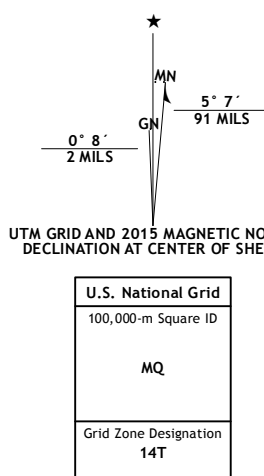 MN
5° 7´
91 MILS
GN
0° 8´
2 MILS
UTM GRID AND 2015 MAGNETIC NO
DECLINATION AT CENTER OF SHE
U.S. National Grid
100,000-m Square ID
MQ
Grid Zone Designation
14T